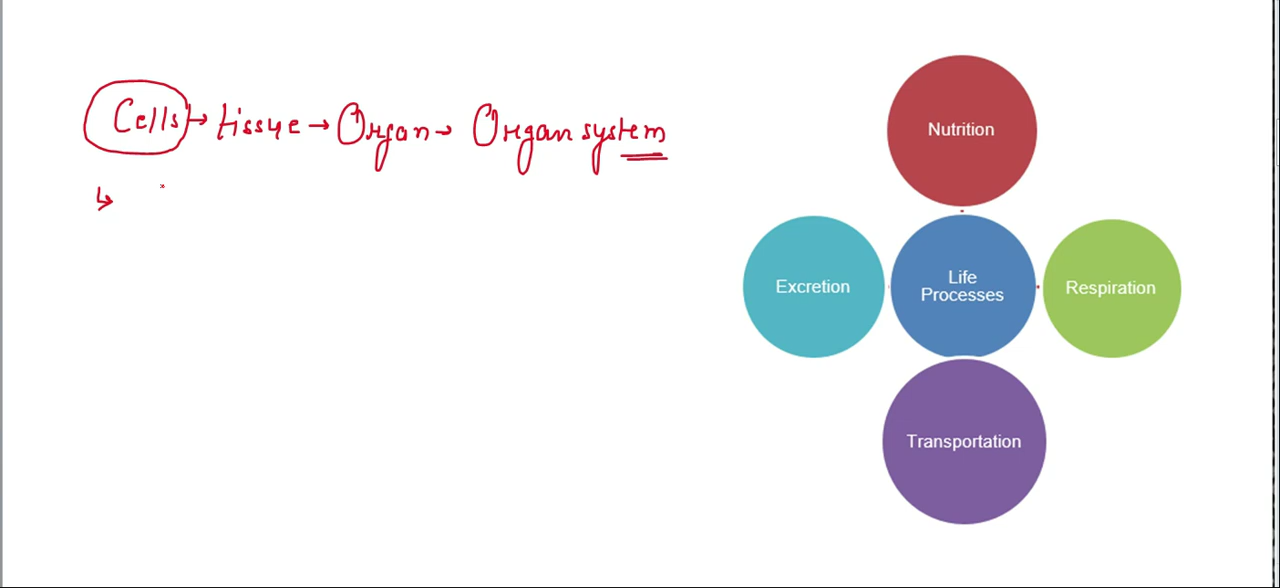 Cells → tissue → Organ → Organ system
↳
Nutrition
Excretion
Life
Processes
Respiration
Transportation